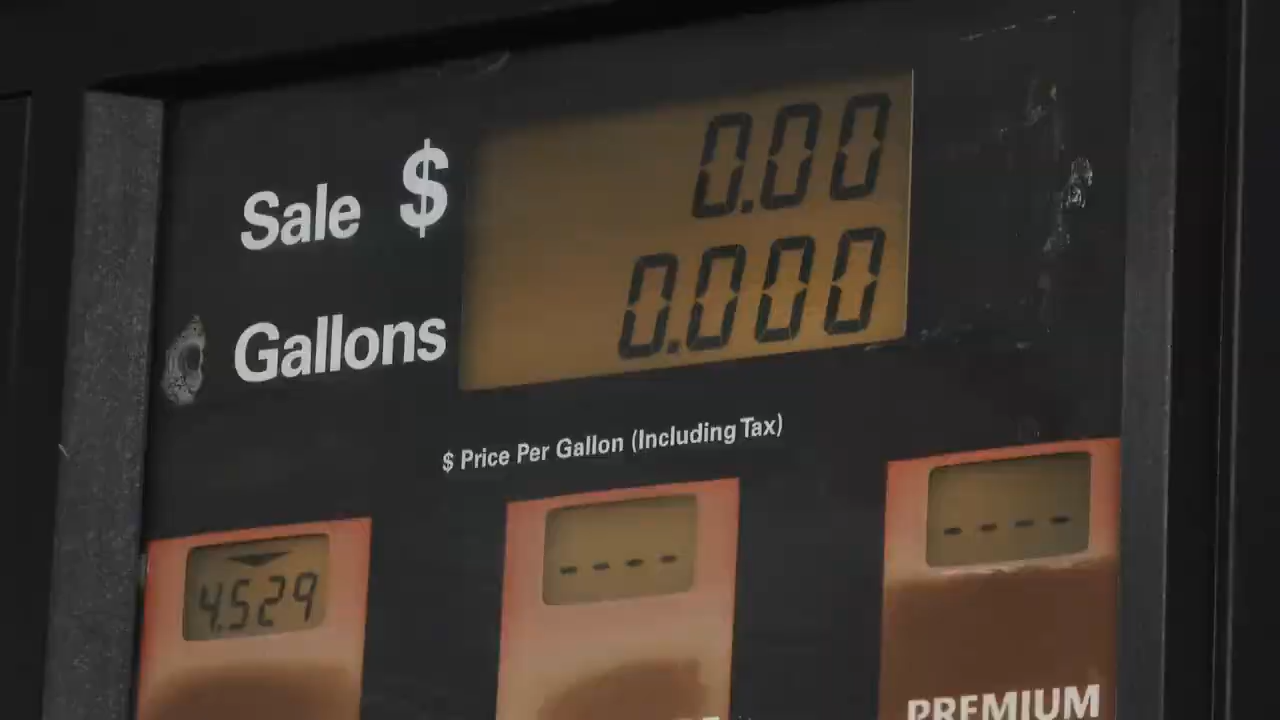 Sale $ 0.00
Gallons 0.000
$ Price Per Gallon (Including Tax)
4.529 - - - - - - - -
PREMIUM